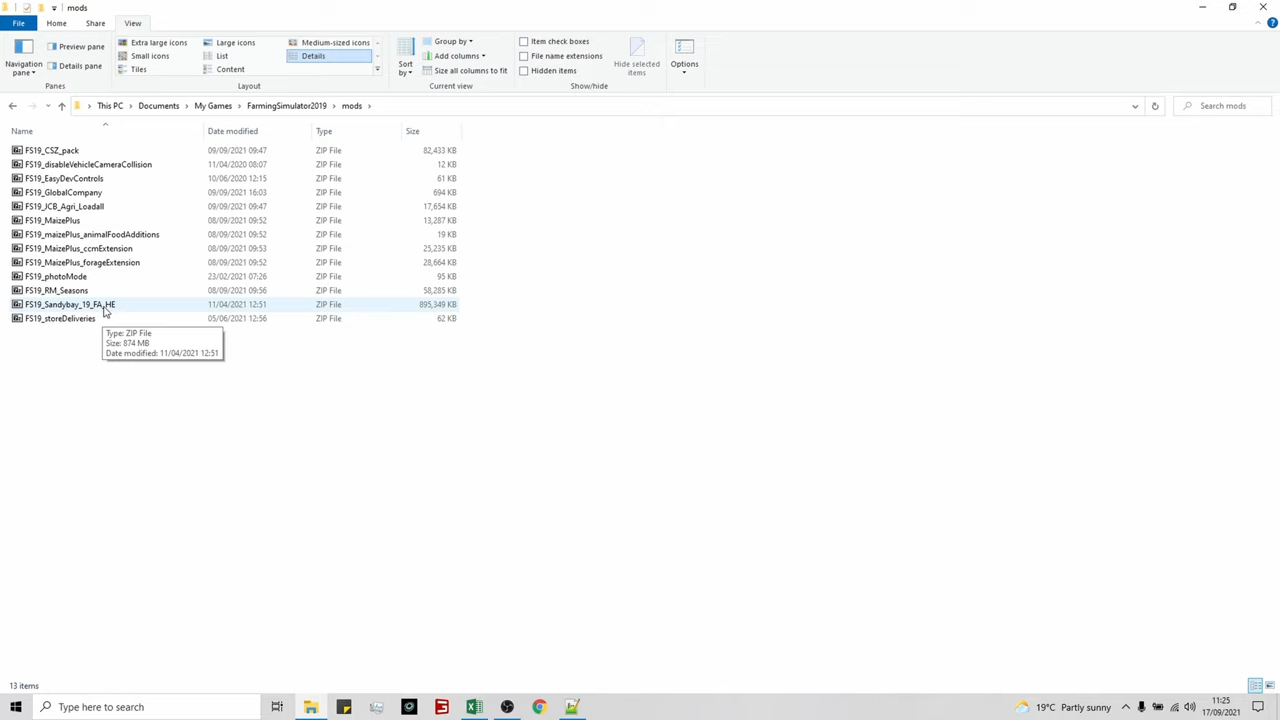 mods
File Home Share View
Navigation pane
Preview pane
Details pane
Panes
Extra large icons Large icons Medium-sized icons
Small icons List Details
Tiles Content
Layout
Sort by
Group by
Add columns
Size all columns to fit
Current view
Item check boxes
File name extensions
Hidden items
Hide selected items
Show/hide
Options
This PC Documents My Games FarmingSimulator2019 mods
Search mods
Name Date modified Type Size
FS19_CSZ_pack 09/09/2021 09:47 ZIP File 82,433 KB
FS19_disableVehicleCameraCollision 11/04/2020 08:07 ZIP File 12 KB
FS19_EasyDevControls 10/06/2020 12:15 ZIP File 61 KB
FS19_GlobalCompany 09/09/2021 16:03 ZIP File 694 KB
FS19_JCB_Agri_Loadall 09/09/2021 09:47 ZIP File 17,654 KB
FS19_MaizePlus 08/09/2021 09:52 ZIP File 13,287 KB
FS19_maizePlus_animalFoodAdditions 08/09/2021 09:52 ZIP File 19 KB
FS19_MaizePlus_ccmExtension 08/09/2021 09:53 ZIP File 25,235 KB
FS19_MaizePlus_forageExtension 08/09/2021 09:52 ZIP File 28,664 KB
FS19_photoMode 23/02/2021 07:26 ZIP File 95 KB
FS19_RM_Seasons 08/09/2021 09:56 ZIP File 58,285 KB
FS19_Sandybay_19_FA_HE 11/04/2021 12:51 ZIP File 895,349 KB
FS19_storeDeliveries 05/06/2021 12:56 ZIP File 62 KB
Type: ZIP File
Size: 874 MB
Date modified: 11/04/2021 12:51
13 items
Type here to search
19°C Partly sunny
11:25
17/09/2021